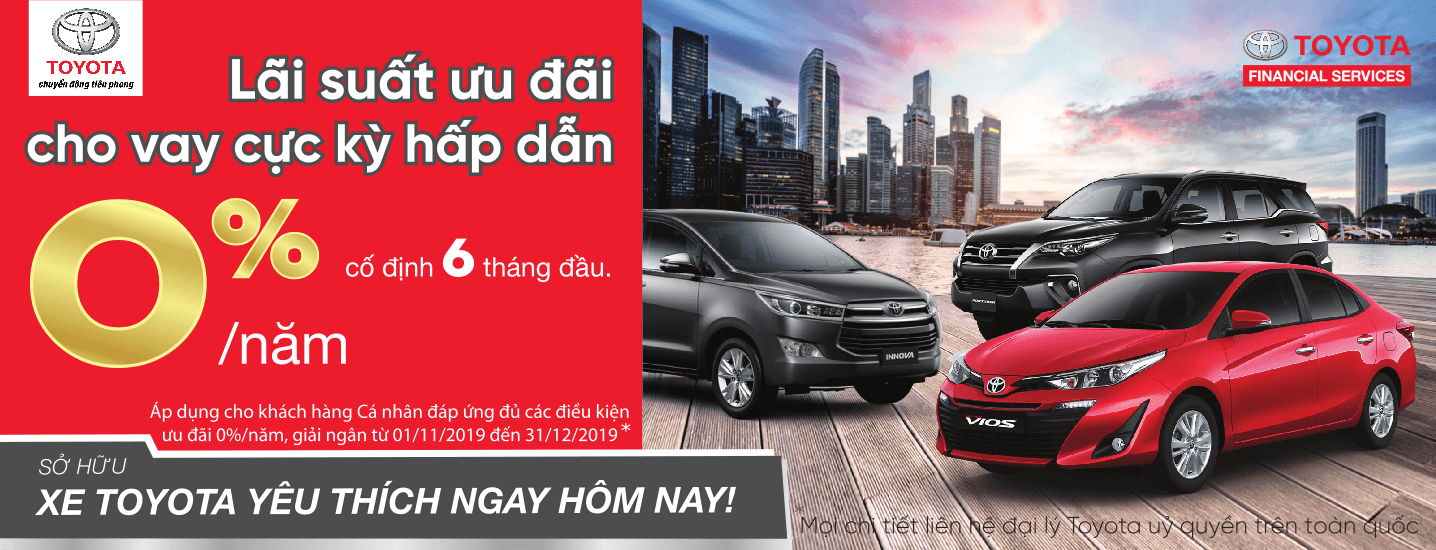 TOYOTA
chuyển động tiên phong
Lãi suất ưu đãi
cho vay cực kỳ hấp dẫn
0%
cố định 6 tháng đầu.
/năm
Áp dụng cho khách hàng Cá nhân đáp ứng đủ các điều kiện
ưu đãi 0%/năm, giải ngân từ 01/11/2019 đến 31/12/2019*
SỞ HỮU
XE TOYOTA YÊU THÍCH NGAY HÔM NAY!
TOYOTA
FINANCIAL SERVICES
FORTUNER
INNOVA
VIOS
*Mọi chi tiết liên hệ đại lý Toyota uỷ quyền trên toàn quốc